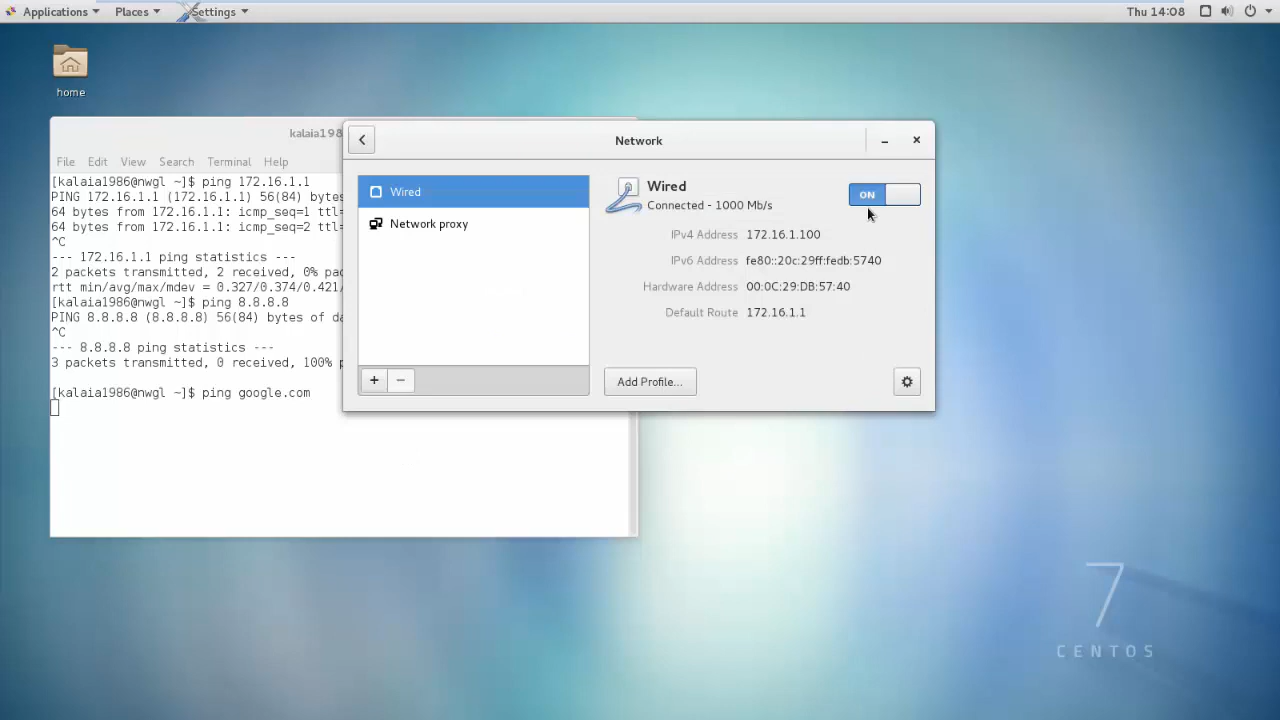 Applications Places Settings Thu 14:08
home
kalaia198
File Edit View Search Terminal Help
[kalaia1986@nwgl ~]$ ping 172.16.1.1
PING 172.16.1.1 (172.16.1.1) 56(84) bytes
64 bytes from 172.16.1.1: icmp_seq=1 ttl=
64 bytes from 172.16.1.1: icmp_seq=2 ttl=
^C
--- 172.16.1.1 ping statistics ---
2 packets transmitted, 2 received, 0% pac
rtt min/avg/max/mdev = 0.327/0.374/0.421/
[kalaia1986@nwgl ~]$ ping 8.8.8.8
PING 8.8.8.8 (8.8.8.8) 56(84) bytes of da
^C
--- 8.8.8.8 ping statistics ---
3 packets transmitted, 0 received, 100% p
[kalaia1986@nwgl ~]$ ping google.com
Network
Wired
Network proxy
+ −
Wired
Connected - 1000 Mb/s
ON
IPv4 Address 172.16.1.100
IPv6 Address fe80::20c:29ff:fedb:5740
Hardware Address 00:0C:29:DB:57:40
Default Route 172.16.1.1
Add Profile...
7
CENTOS